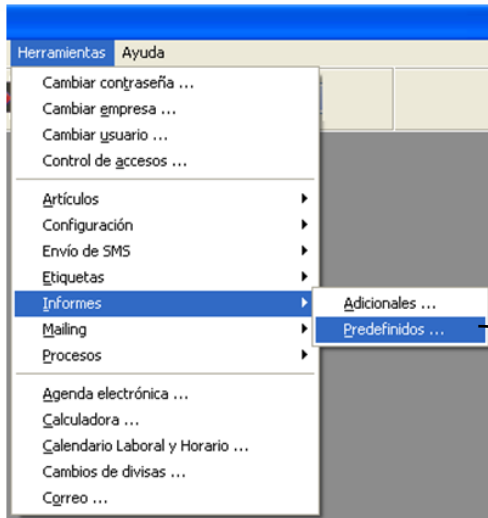 Herramientas Ayuda
Cambiar contraseña ...
Cambiar empresa ...
Cambiar usuario ...
Control de accesos ...
Artículos
Configuración
Envío de SMS
Etiquetas
Informes
Adicionales ...
Predefinidos ...
Mailing
Procesos
Agenda electrónica ...
Calculadora ...
Calendario Laboral y Horario ...
Cambios de divisas ...
Correo ...